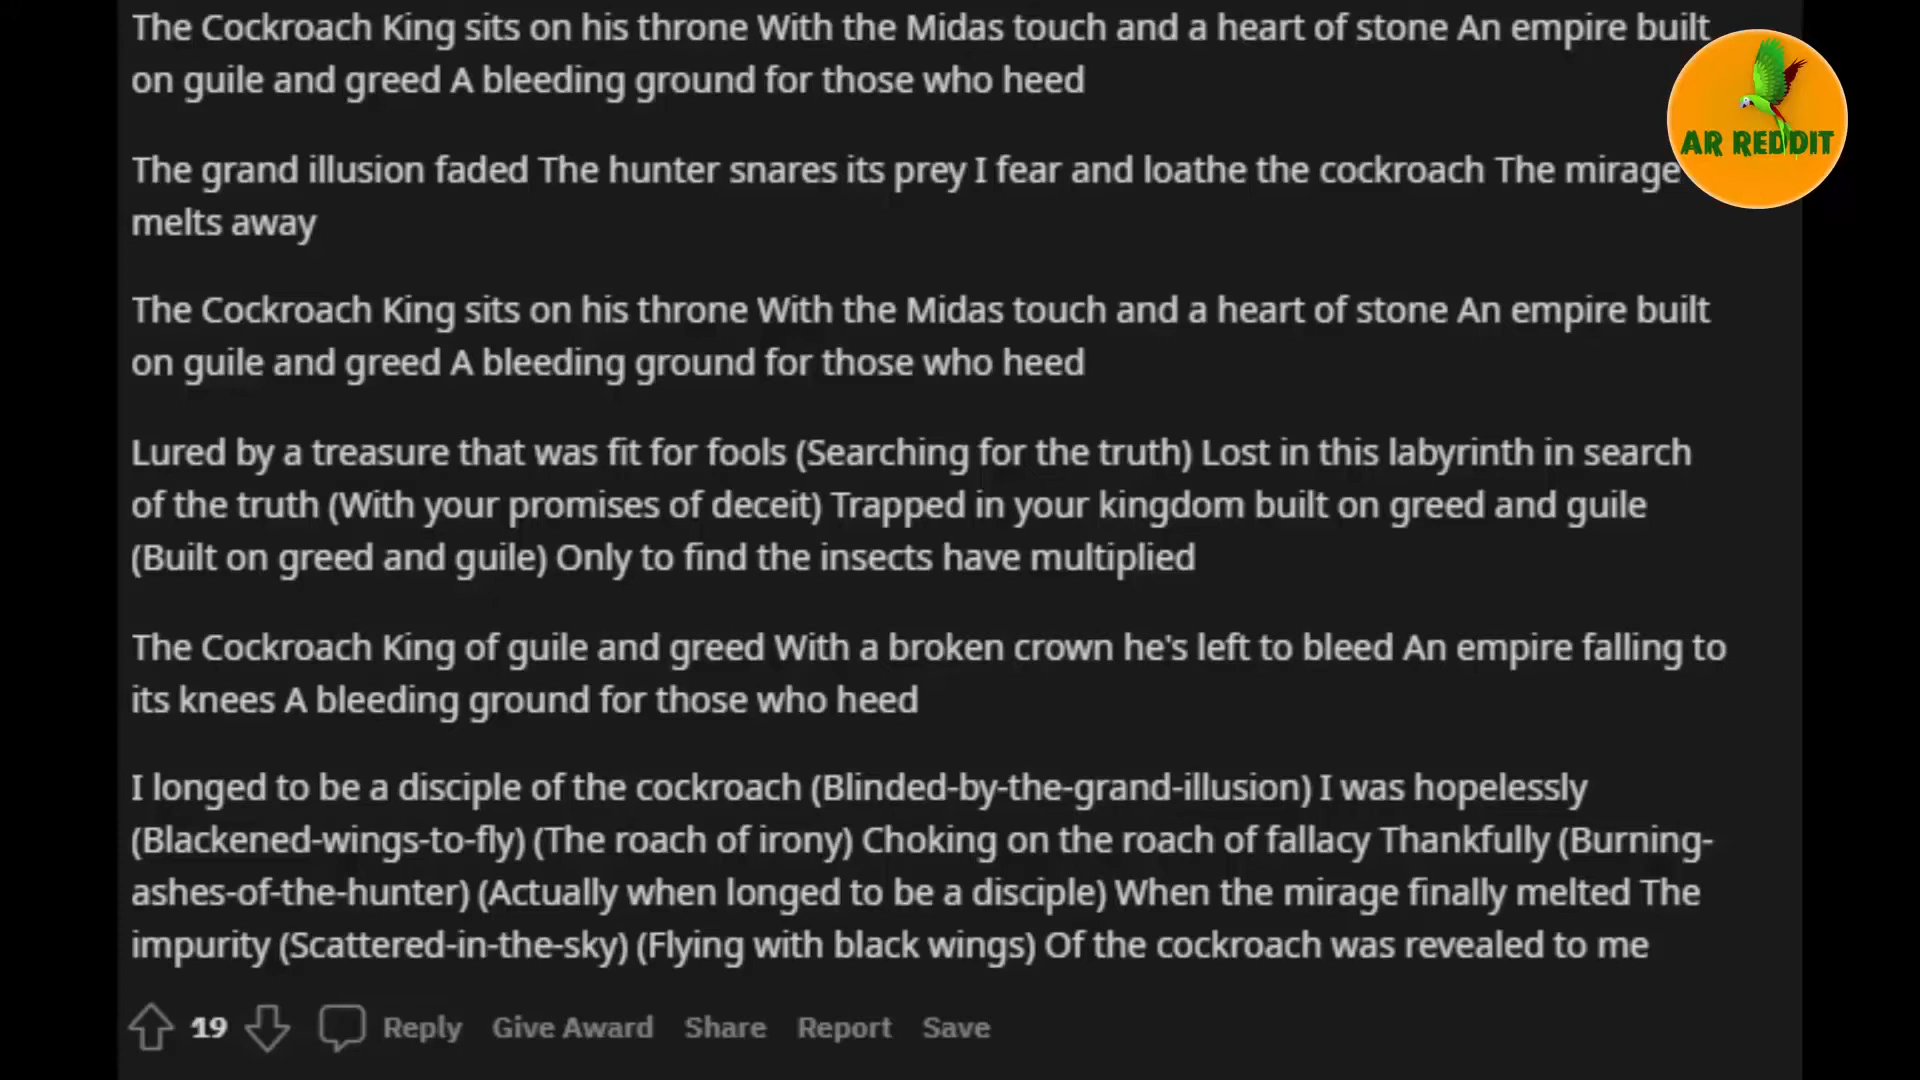 The Cockroach King sits on his throne With the Midas touch and a heart of stone An empire built
on guile and greed A bleeding ground for those who heed
The grand illusion faded The hunter snares its prey I fear and loathe the cockroach The mirage
melts away
The Cockroach King sits on his throne With the Midas touch and a heart of stone An empire built
on guile and greed A bleeding ground for those who heed
Lured by a treasure that was fit for fools (Searching for the truth) Lost in this labyrinth in search
of the truth (With your promises of deceit) Trapped in your kingdom built on greed and guile
(Built on greed and guile) Only to find the insects have multiplied
The Cockroach King of guile and greed With a broken crown he's left to bleed An empire falling to
its knees A bleeding ground for those who heed
I longed to be a disciple of the cockroach (Blinded-by-the-grand-illusion) I was hopelessly
(Blackened-wings-to-fly) (The roach of irony) Choking on the roach of fallacy Thankfully (Burning-
ashes-of-the-hunter) (Actually when longed to be a disciple) When the mirage finally melted The
impurity (Scattered-in-the-sky) (Flying with black wings) Of the cockroach was revealed to me
19 Reply Give Award Share Report Save
AR REDDIT